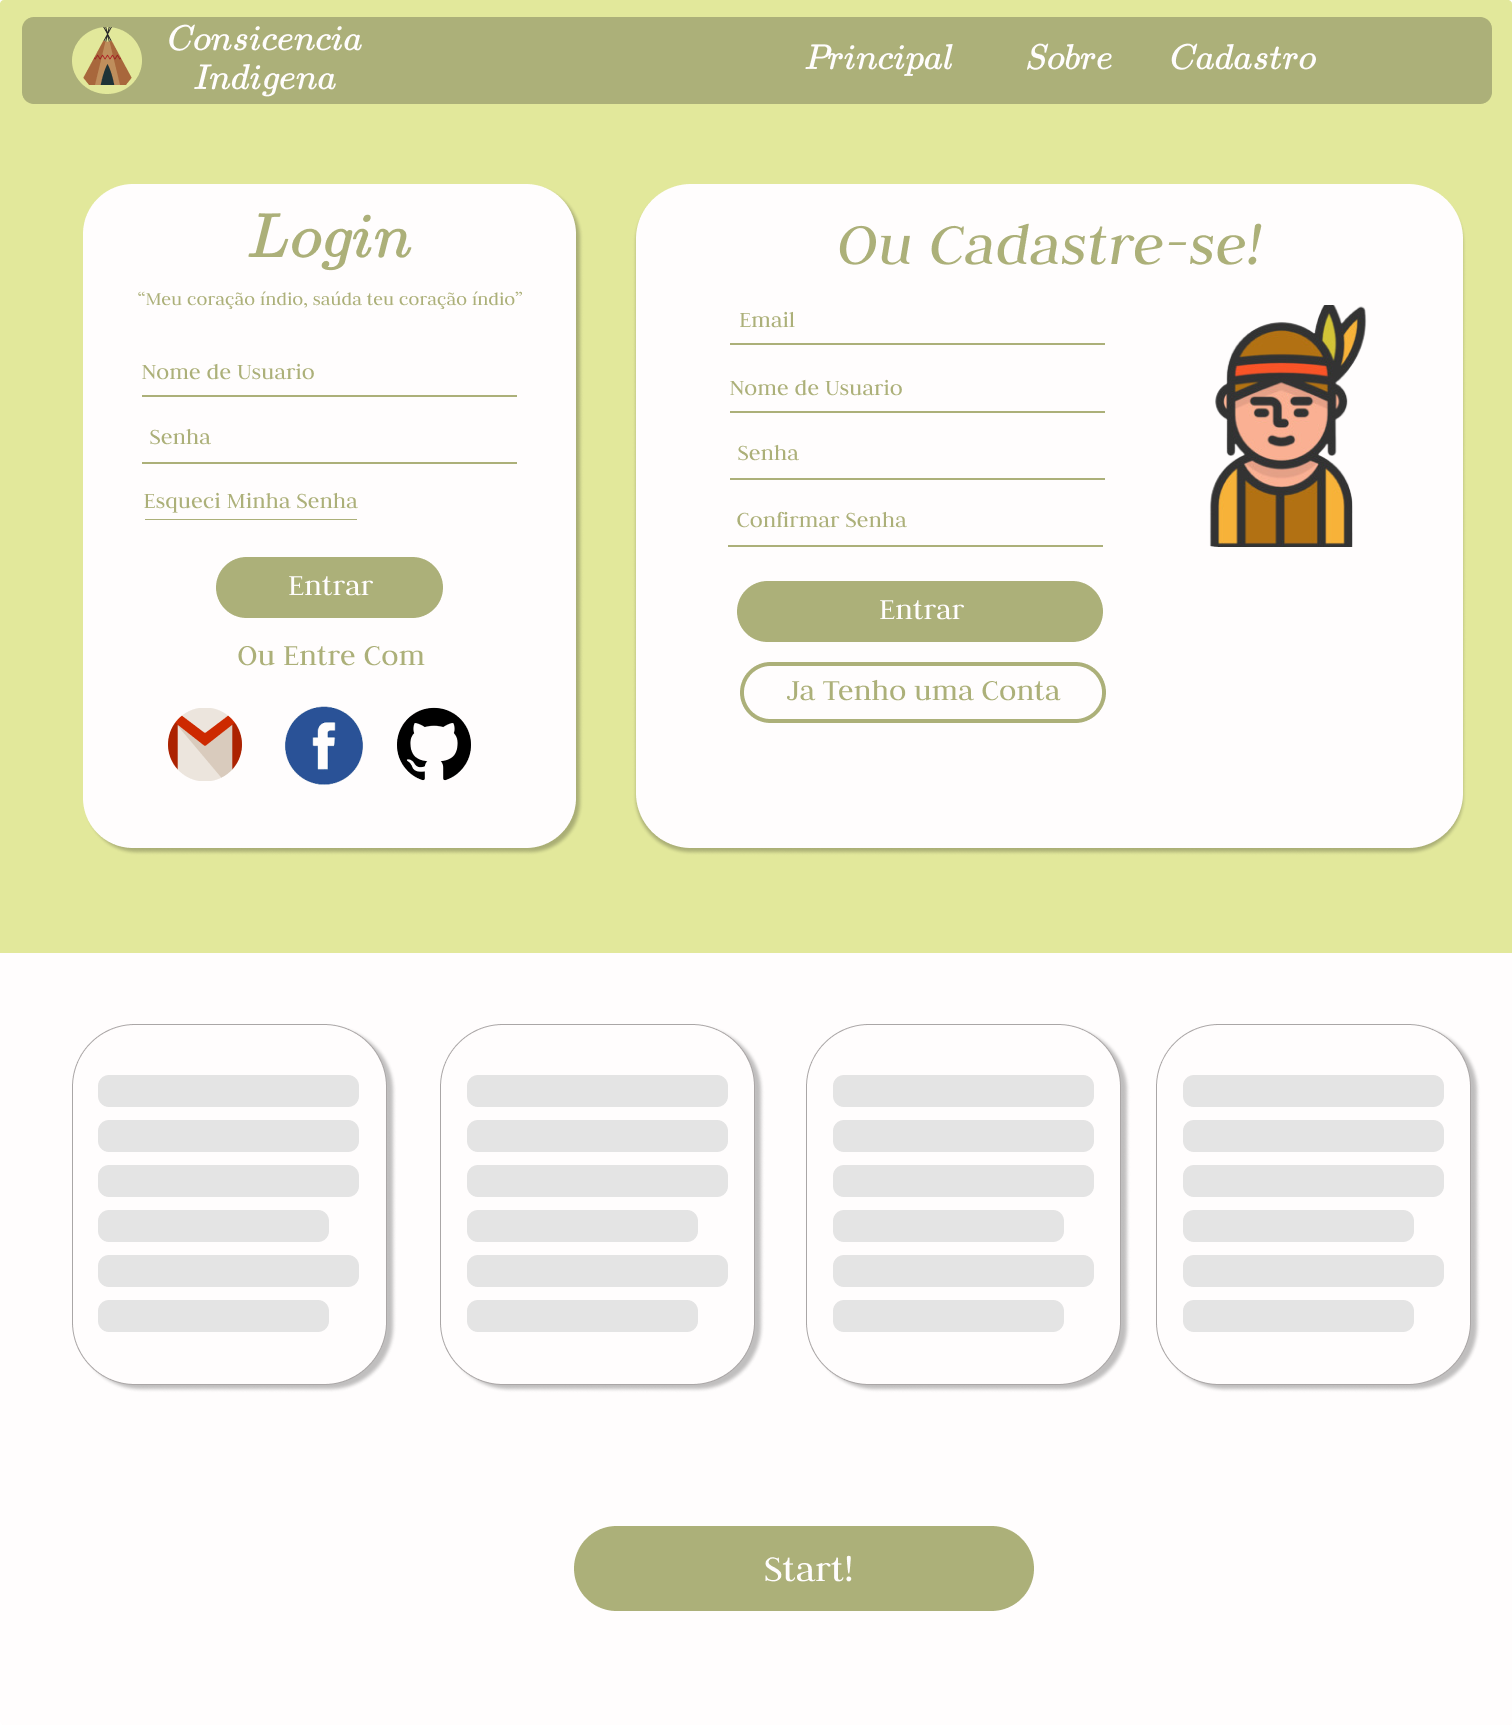 Consicencia
Indigena
Principal
Sobre
Cadastro
Login
“Meu coração índio, saúda teu coração índio”
Nome de Usuario
Senha
Esqueci Minha Senha
Entrar
Ou Entre Com
Ou Cadastre-se!
Email
Nome de Usuario
Senha
Confirmar Senha
Entrar
Ja Tenho uma Conta
Start!